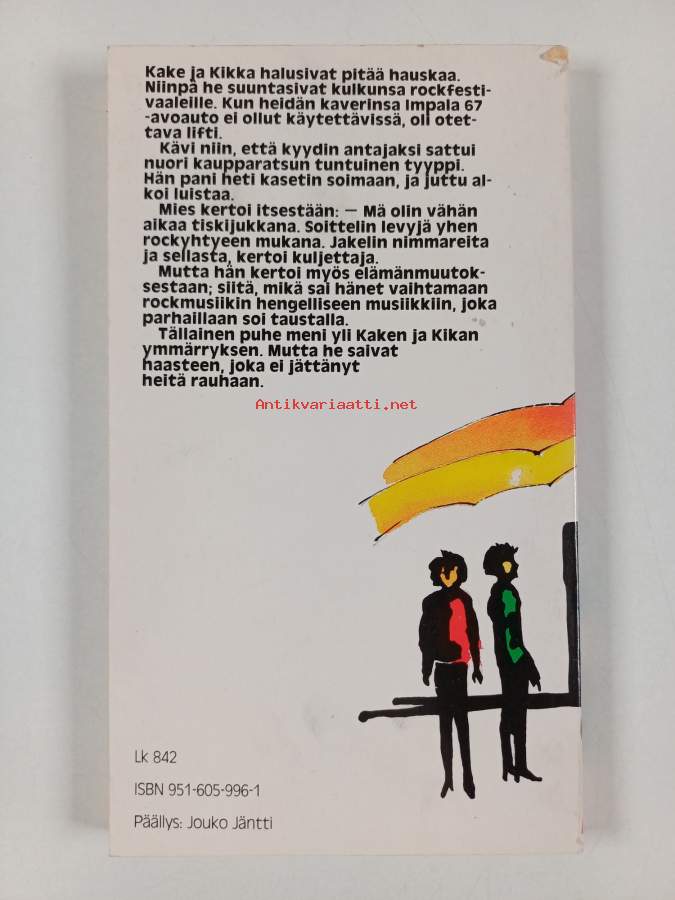 Kake ja Kikka halusivat pitää hauskaa.
Niinpä he suuntasivat kulkunsa rockfesti-
vaaleille. Kun heidän kaverinsa Impala 67
-avoauto ei ollut käytettävissä, oli otet-
tava lifti.
Kävi niin, että kyydin antajaksi sattui
nuori kaupparatsun tuntuinen tyyppi.
Hän pani heti kasetin soimaan, ja juttu al-
koi luistaa.
Mies kertoi itsestään: — Mä olin vähän
aikaa tiskijukkana. Soittelin levyjä yhen
rockyhtyeen mukana. Jakelin nimmareita
ja sellasta, kertoi kuljettaja.
Mutta hän kertoi myös elämänmuutok-
sestaan; siitä, mikä sai hänet vaihtamaan
rockmusiikin hengelliseen musiikkiin, joka
parhaillaan soi taustalla.
Tällainen puhe meni yli Kaken ja Kikan
ymmärryksen. Mutta he saivat
haasteen, joka ei jättänyt
heitä rauhaan.
Antikvariaatti.net
Lk 842
ISBN 951-605-996-1
Päällys: Jouko Jäntti